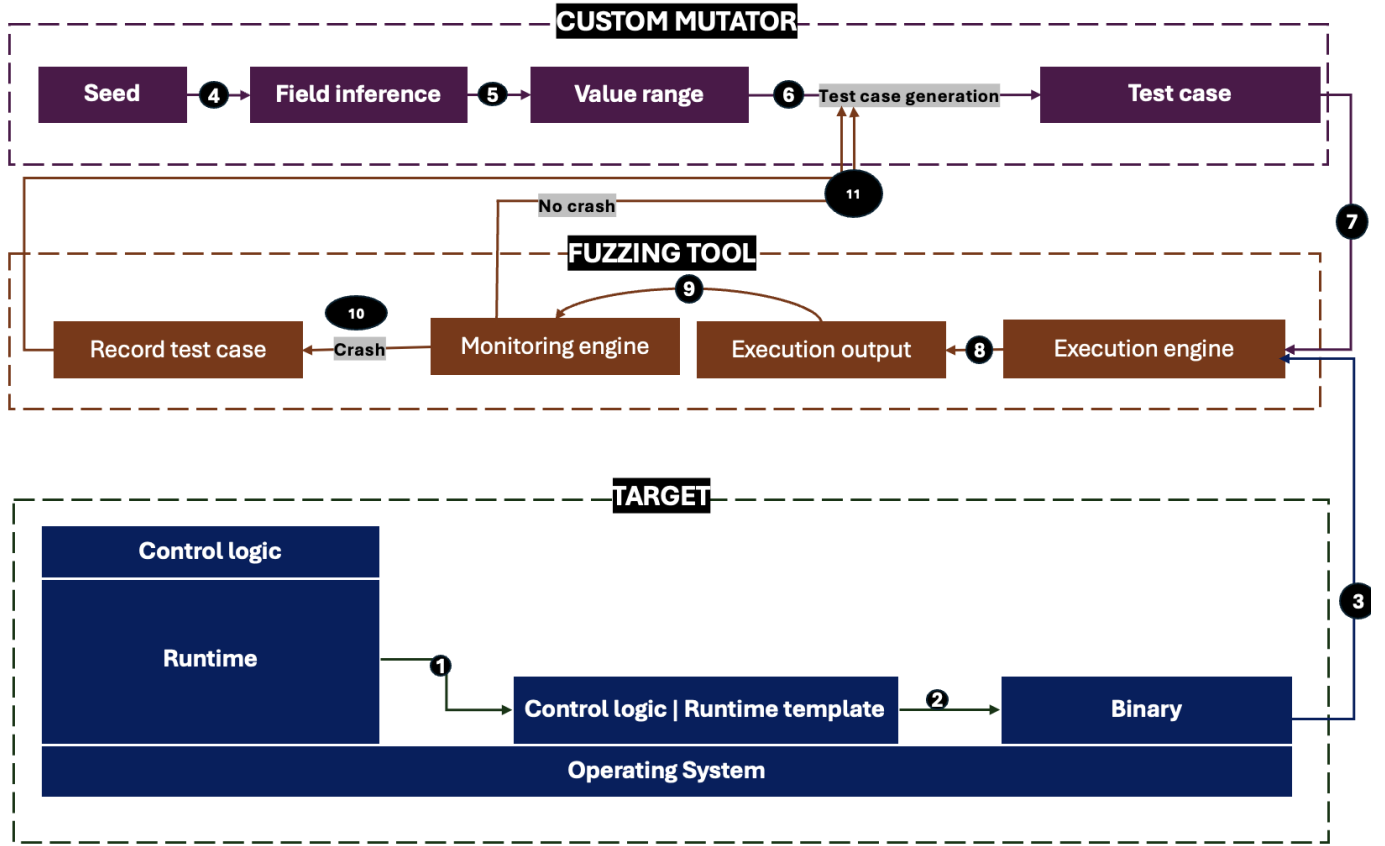 CUSTOM MUTATOR
Seed
4
Field inference
5
Value range
6
Test case generation
Test case
11
No crash
7
FUZZING TOOL
9
10
Record test case
Crash
Monitoring engine
Execution output
8
Execution engine
TARGET
Control logic
3
Runtime
1
Control logic | Runtime template
2
Binary
Operating System